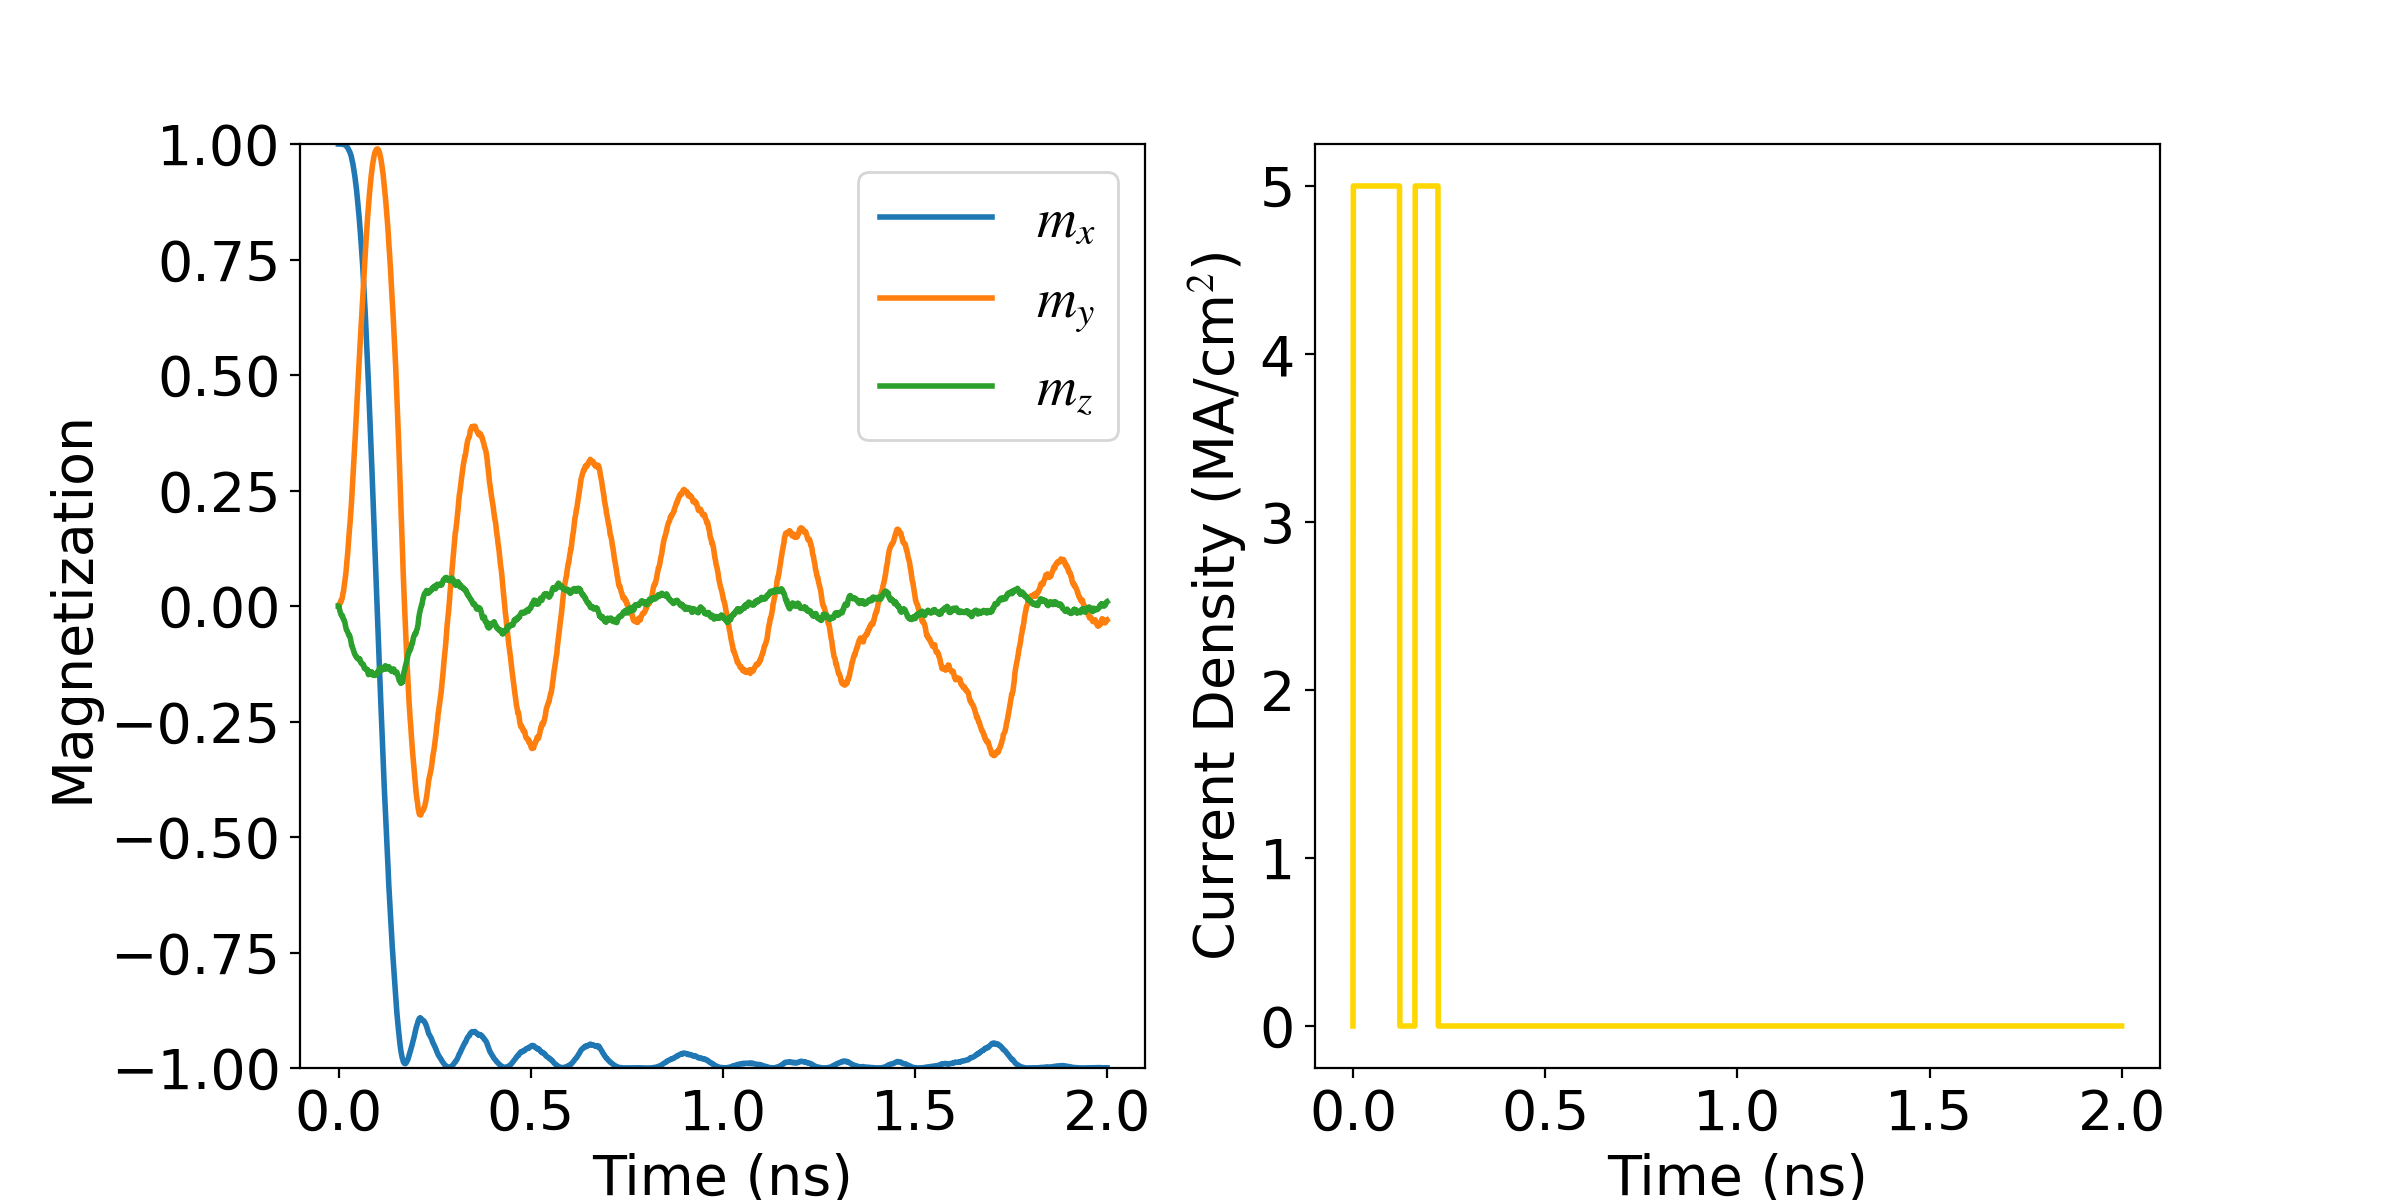 Magnetization
1.00
0.75
0.50
0.25
0.00
−0.25
−0.50
−0.75
−1.00
0.0 0.5 1.0 1.5 2.0
Time (ns)
m_x
m_y
m_z
Current Density (MA/cm²)
5
4
3
2
1
0
0.0 0.5 1.0 1.5 2.0
Time (ns)